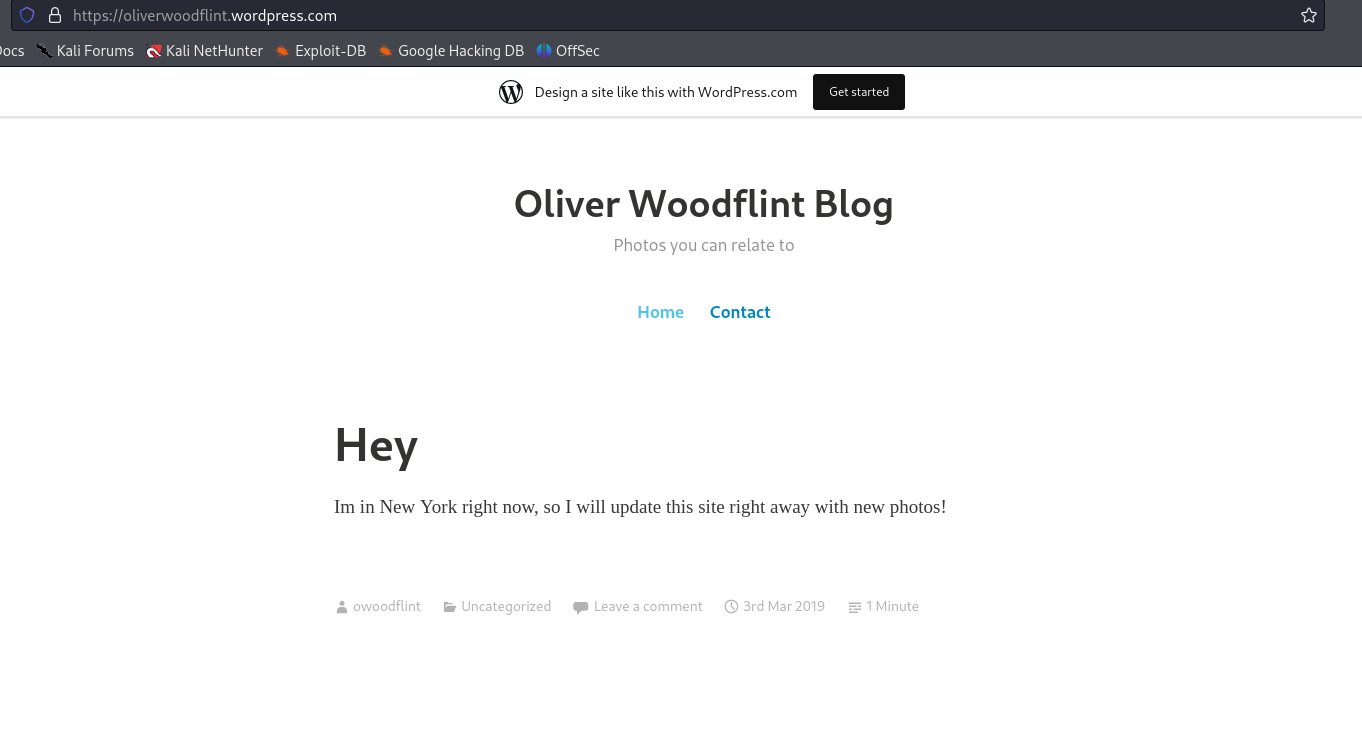 https://oliverwoodflint.wordpress.com
Docs Kali Forums Kali NetHunter Exploit-DB Google Hacking DB OffSec
Design a site like this with WordPress.com Get started
Oliver Woodflint Blog
Photos you can relate to
Home Contact
Hey
Im in New York right now, so I will update this site right away with new photos!
owoodflint Uncategorized Leave a comment 3rd Mar 2019 1 Minute